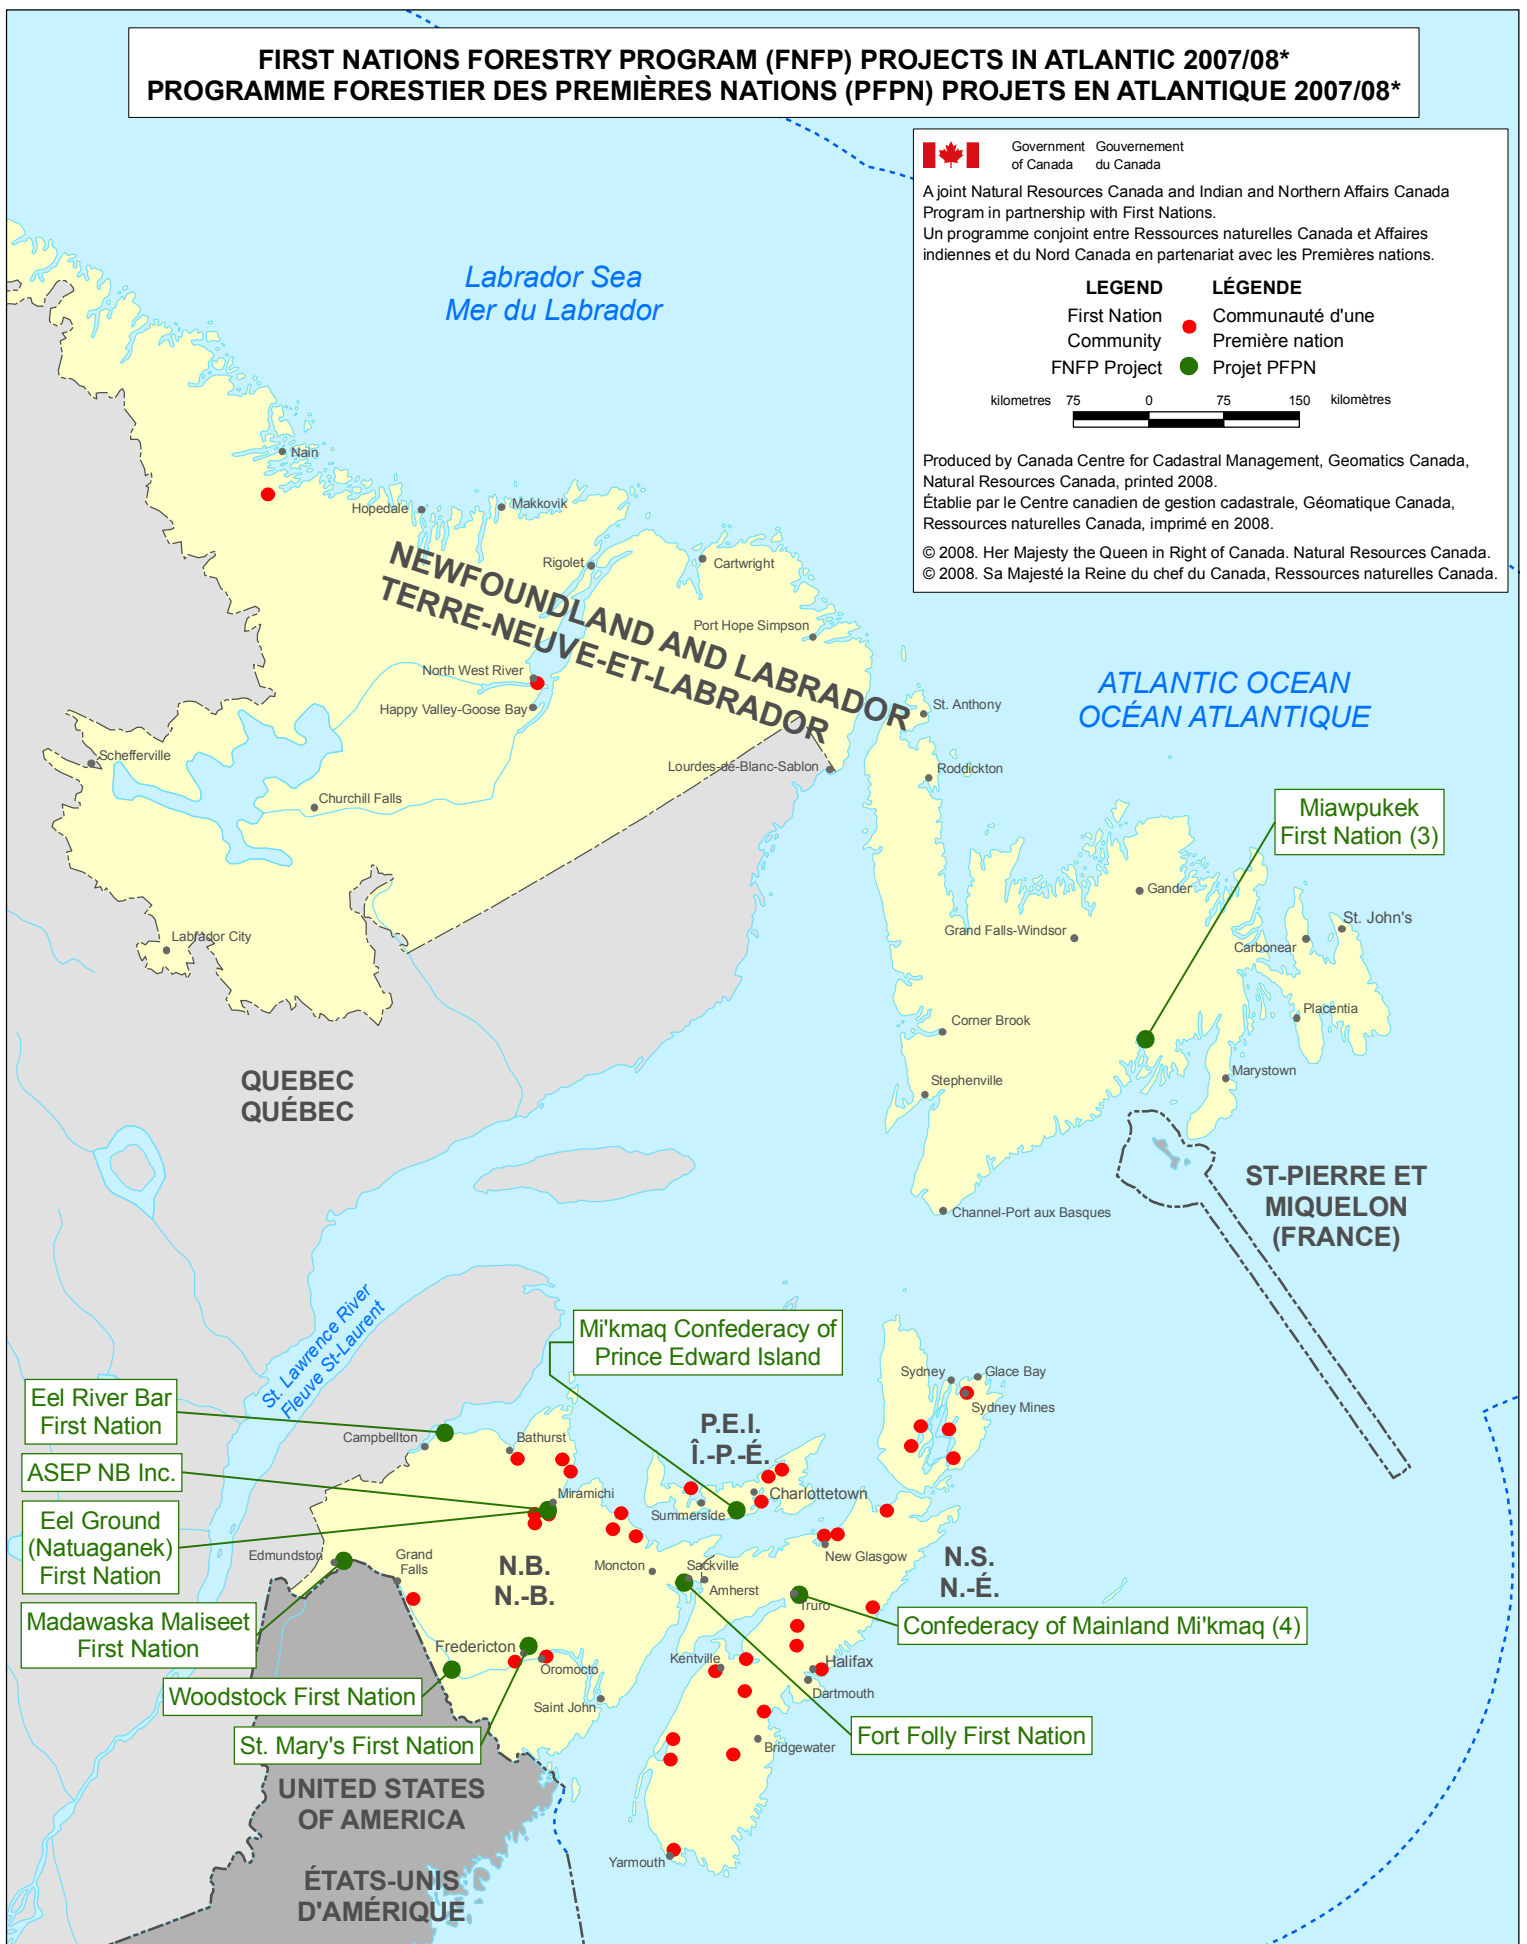 FIRST NATIONS FORESTRY PROGRAM (FNFP) PROJECTS IN ATLANTIC 2007/08*
PROGRAMME FORESTIER DES PREMIÈRES NATIONS (PFPN) PROJETS EN ATLANTIQUE 2007/08*
Government Gouvernement
of Canada du Canada
A joint Natural Resources Canada and Indian and Northern Affairs Canada
Program in partnership with First Nations.
Un programme conjoint entre Ressources naturelles Canada et Affaires
indiennes et du Nord Canada en partenariat avec les Premières nations.
LEGEND LÉGENDE
First Nation Communauté d'une
Community Première nation
FNFP Project Projet PFPN
kilometres 75 0 75 150 kilomètres
Produced by Canada Centre for Cadastral Management, Geomatics Canada,
Natural Resources Canada, printed 2008.
Établie par le Centre canadien de gestion cadastrale, Géomatique Canada,
Ressources naturelles Canada, imprimé en 2008.
© 2008. Her Majesty the Queen in Right of Canada. Natural Resources Canada.
© 2008. Sa Majesté la Reine du chef du Canada, Ressources naturelles Canada.
Labrador Sea
Mer du Labrador
Nain
Hopedale
Makkovik
Rigolet
Cartwright
NEWFOUNDLAND AND LABRADOR
TERRE-NEUVE-ET-LABRADOR
Port Hope Simpson
North West River
Happy Valley-Goose Bay
ATLANTIC OCEAN
OCÉAN ATLANTIQUE
St. Anthony
Schefferville
Lourdes-dé-Blanc-Sablon
Roddickton
Churchill Falls
Miawpukek
First Nation (3)
Gander
Labrador City
Grand Falls-Windsor
St. John's
Carbonear
Corner Brook
Placentia
Stephenville
Marystown
QUEBEC
QUÉBEC
ST-PIERRE ET
MIQUELON
(FRANCE)
Channel-Port aux Basques
St. Lawrence River
Fleuve St-Laurent
Mi'kmaq Confederacy of
Prince Edward Island
Sydney
Glace Bay
Sydney Mines
Eel River Bar
First Nation
Campbellton
Bathurst
P.E.I.
Î.-P.-É.
ASEP NB Inc.
Miramichi
Summerside
Charlottetown
Eel Ground
(Natuaganek)
First Nation
Edmundston
Grand
Falls
N.B.
N.-B.
Moncton
Sackville
Amherst
New Glasgow
N.S.
N.-É.
Truro
Madawaska Maliseet
First Nation
Confederacy of Mainland Mi'kmaq (4)
Fredericton
Oromocto
Kentville
Halifax
Dartmouth
Woodstock First Nation
Saint John
St. Mary's First Nation
Bridgewater
Fort Folly First Nation
UNITED STATES
OF AMERICA
ÉTATS-UNIS
D'AMÉRIQUE
Yarmouth